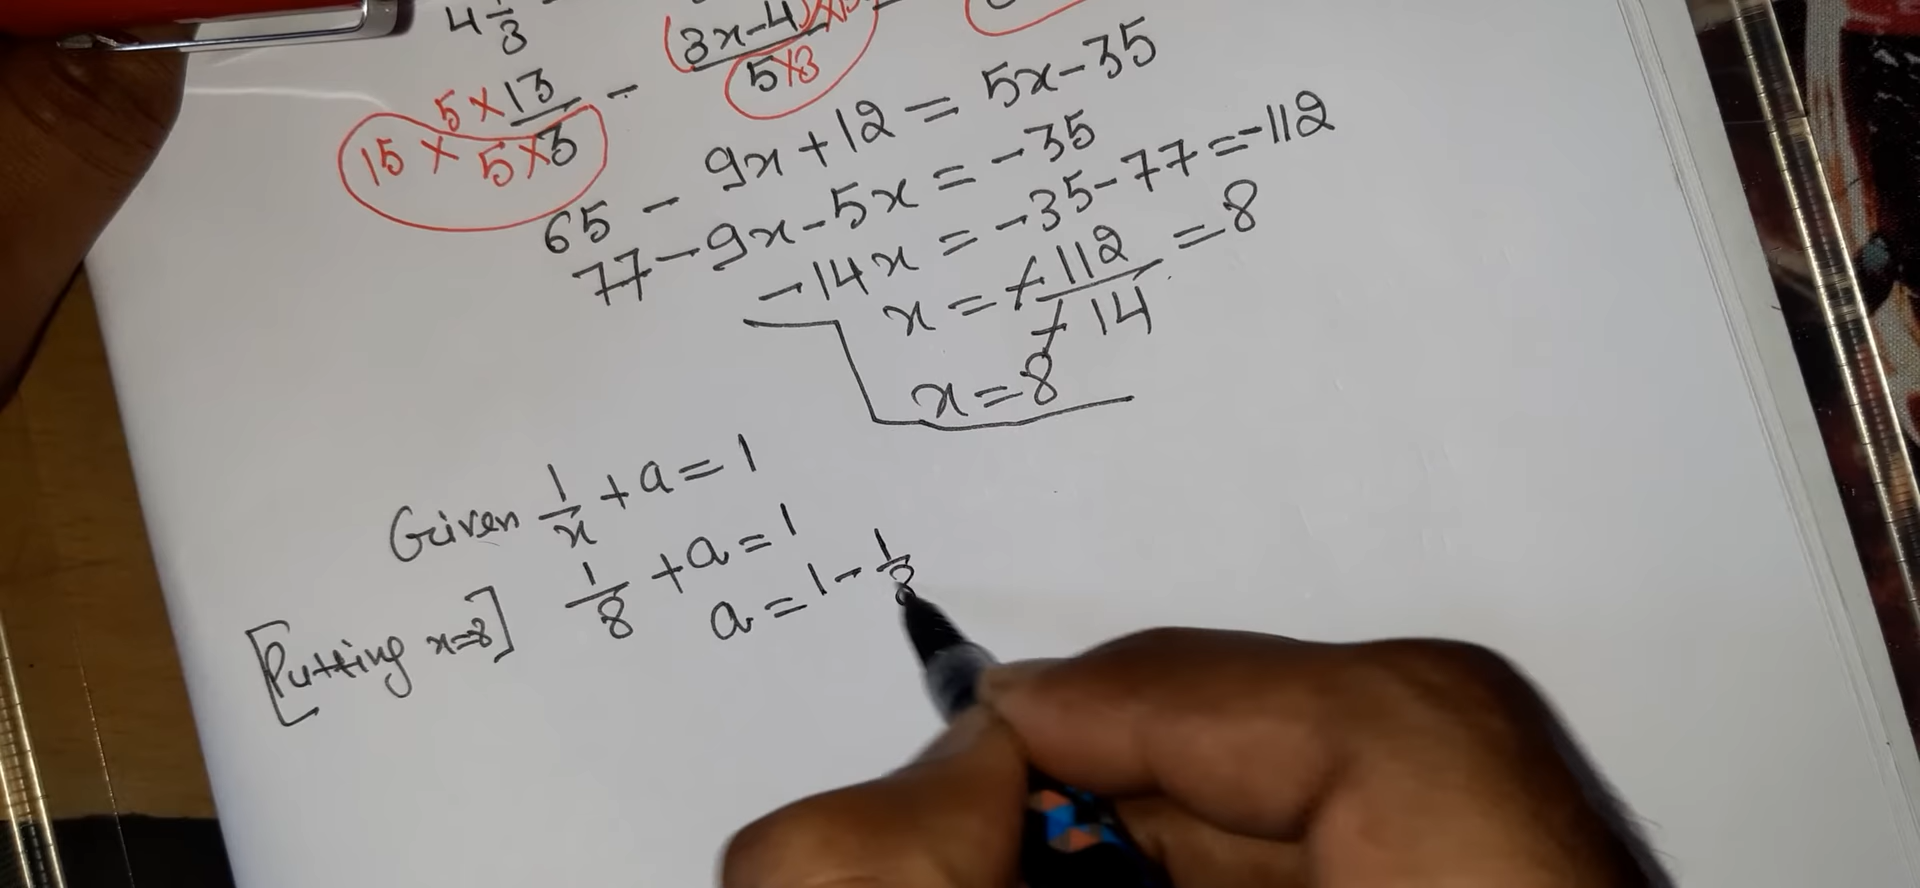 4 1/3
(3x-4)×15 / 5×3
15 × 5×13 / 5×3 -
65 - 9x+12 = 5x-35
77-9x-5x = -35
-14x = -35-77=-112
x = -112 / -14 = 8
x=8
Given 1/x +a=1
[Putting x=8] 1/8 +a=1
a=1-1/8